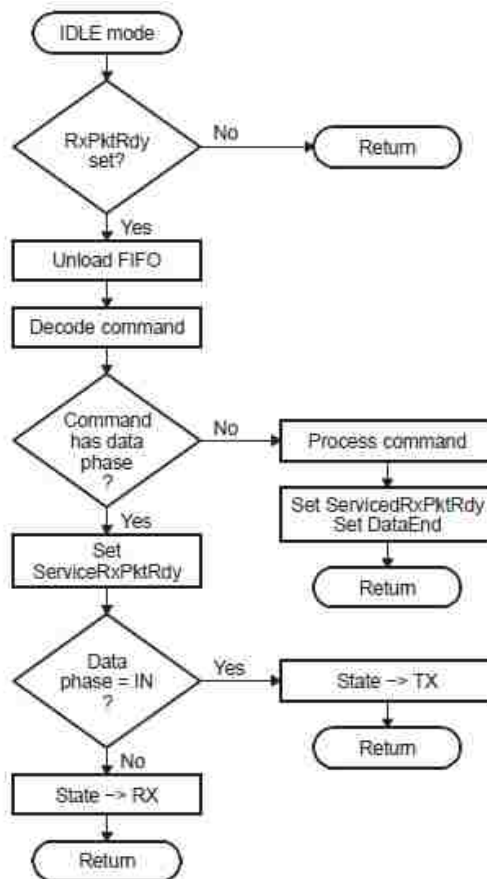 IDLE mode
RxPktRdy
set?
No
Return
Yes
Unload FIFO
Decode command
Command
has data
phase
?
No
Process command
Set ServicedRxPktRdy
Set DataEnd
Return
Yes
Set
ServiceRxPktRdy
Data
phase = IN
?
Yes
State −> TX
Return
No
State −> RX
Return